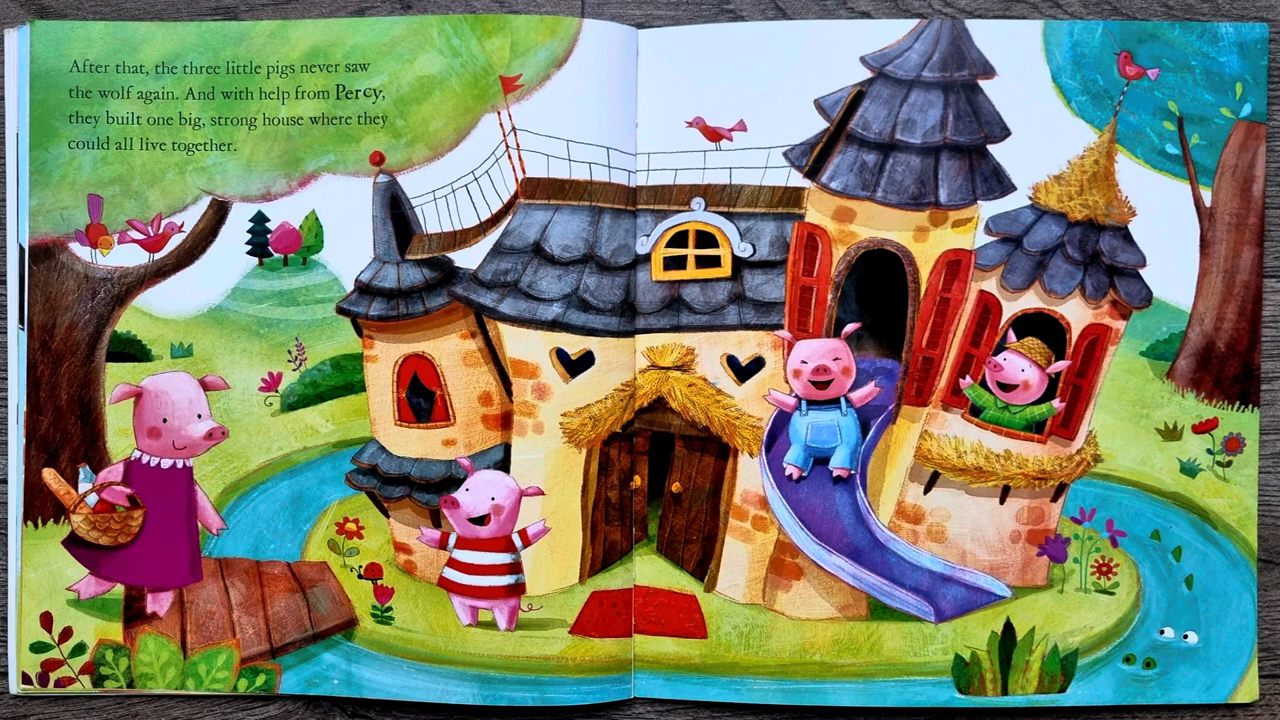 After that, the three little pigs never saw
the wolf again. And with help from Percy,
they built one big, strong house where they
could all live together.